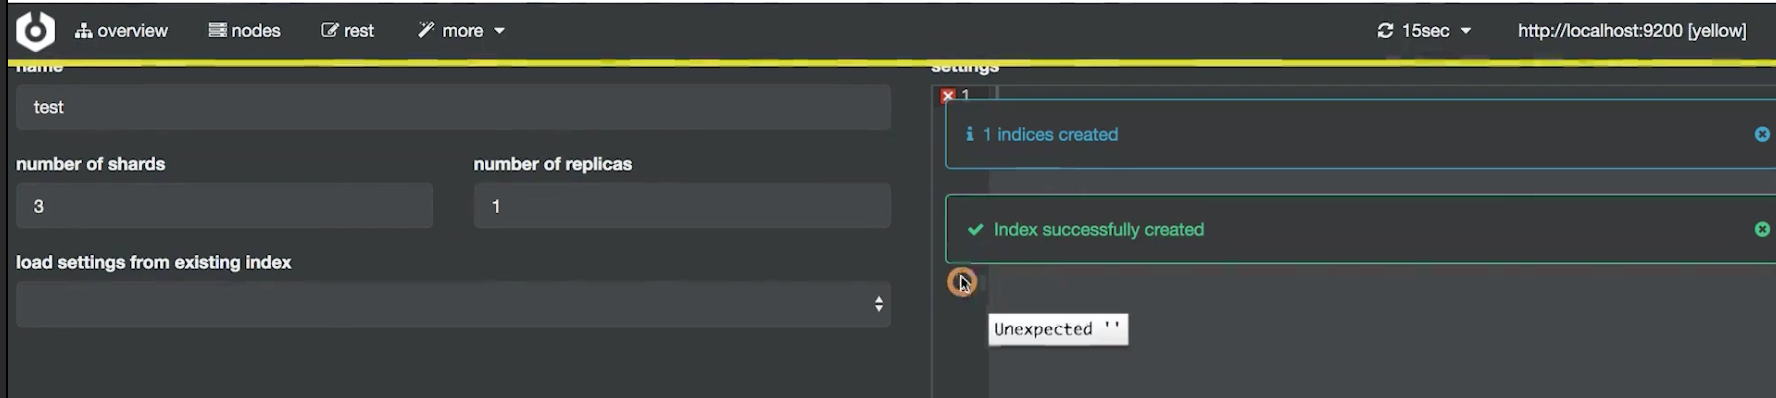 overview nodes rest more 15sec http://localhost:9200 [yellow]
name
test
number of shards number of replicas
3 1
load settings from existing index
settings
1
1 indices created
Index successfully created
Unexpected ''